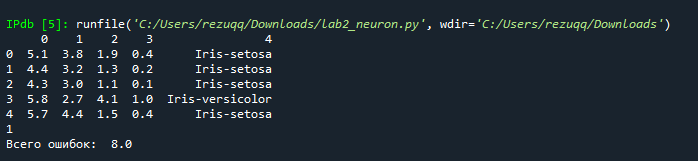 IPdb [5]: runfile('C:/Users/rezuqq/Downloads/lab2_neuron.py', wdir='C:/Users/rezuqq/Downloads')
     0    1    2    3                4
0  5.1  3.8  1.9  0.4      Iris-setosa
1  4.4  3.2  1.3  0.2      Iris-setosa
2  4.3  3.0  1.1  0.1      Iris-setosa
3  5.8  2.7  4.1  1.0  Iris-versicolor
4  5.7  4.4  1.5  0.4      Iris-setosa
1
Всего ошибок:  8.0